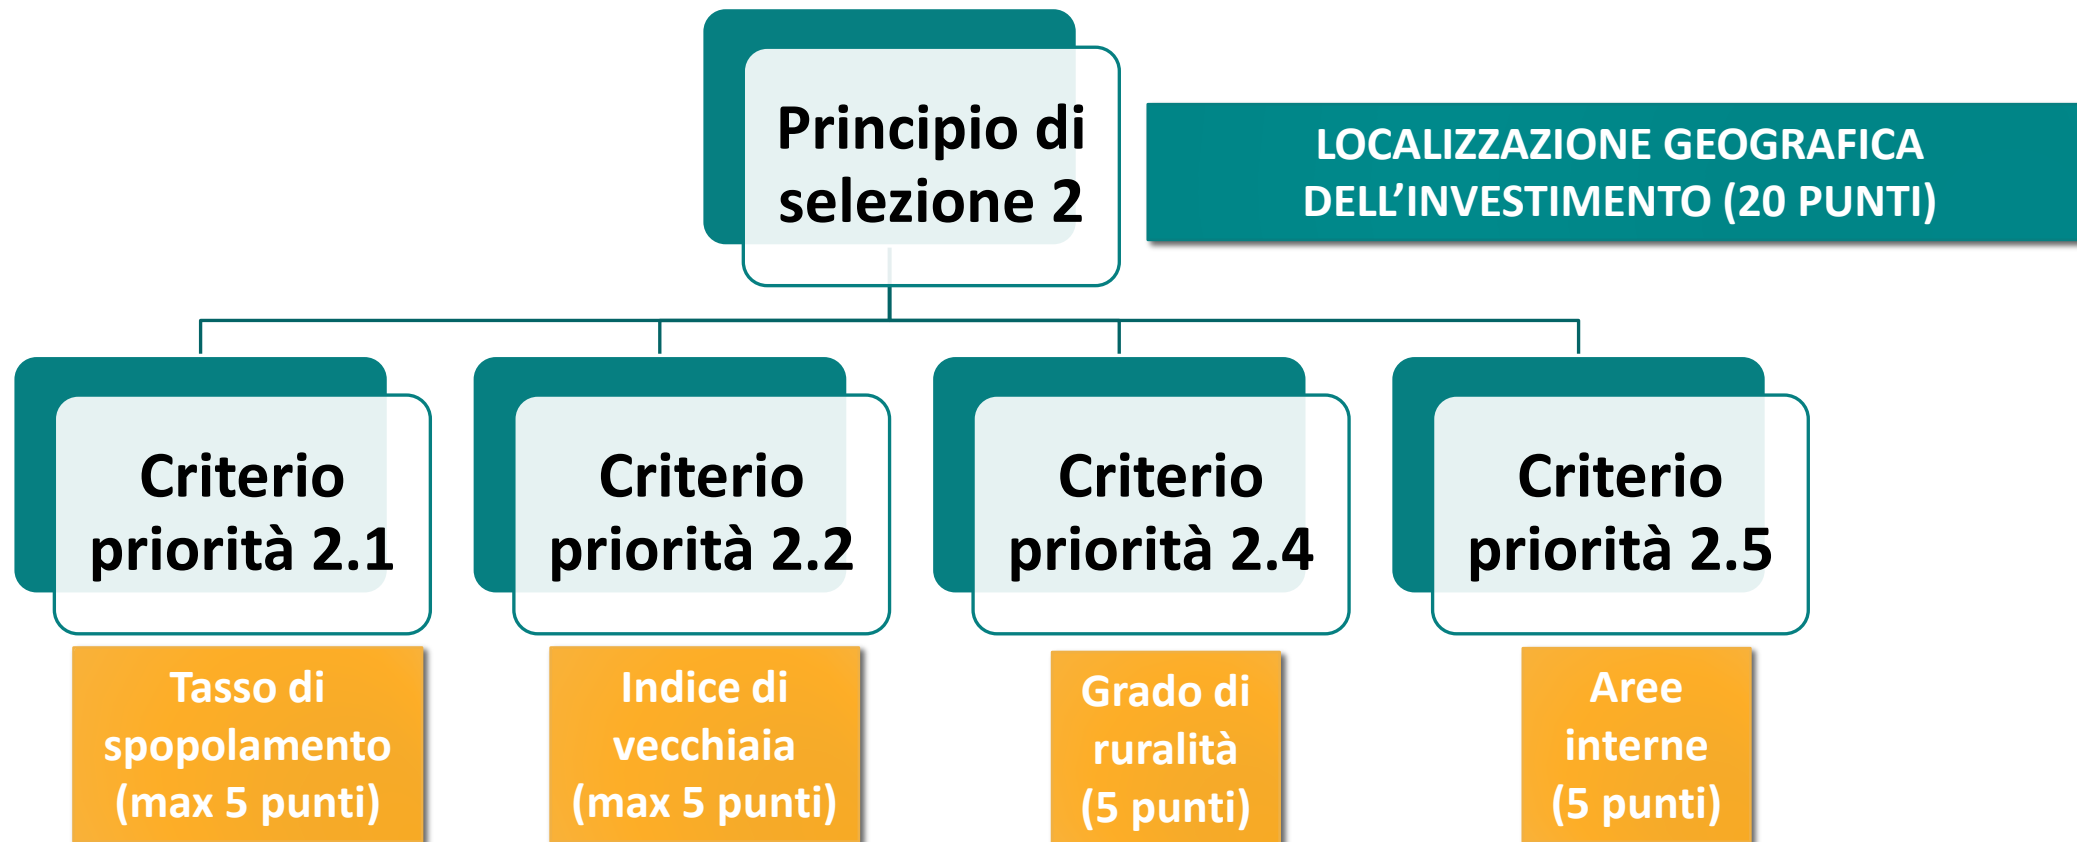 Principio di
selezione 2
LOCALIZZAZIONE GEOGRAFICA
DELL’INVESTIMENTO (20 PUNTI)
Criterio
priorità 2.1
Criterio
priorità 2.2
Criterio
priorità 2.4
Criterio
priorità 2.5
Tasso di
spopolamento
(max 5 punti)
Indice di
vecchiaia
(max 5 punti)
Grado di
ruralità
(5 punti)
Aree
interne
(5 punti)